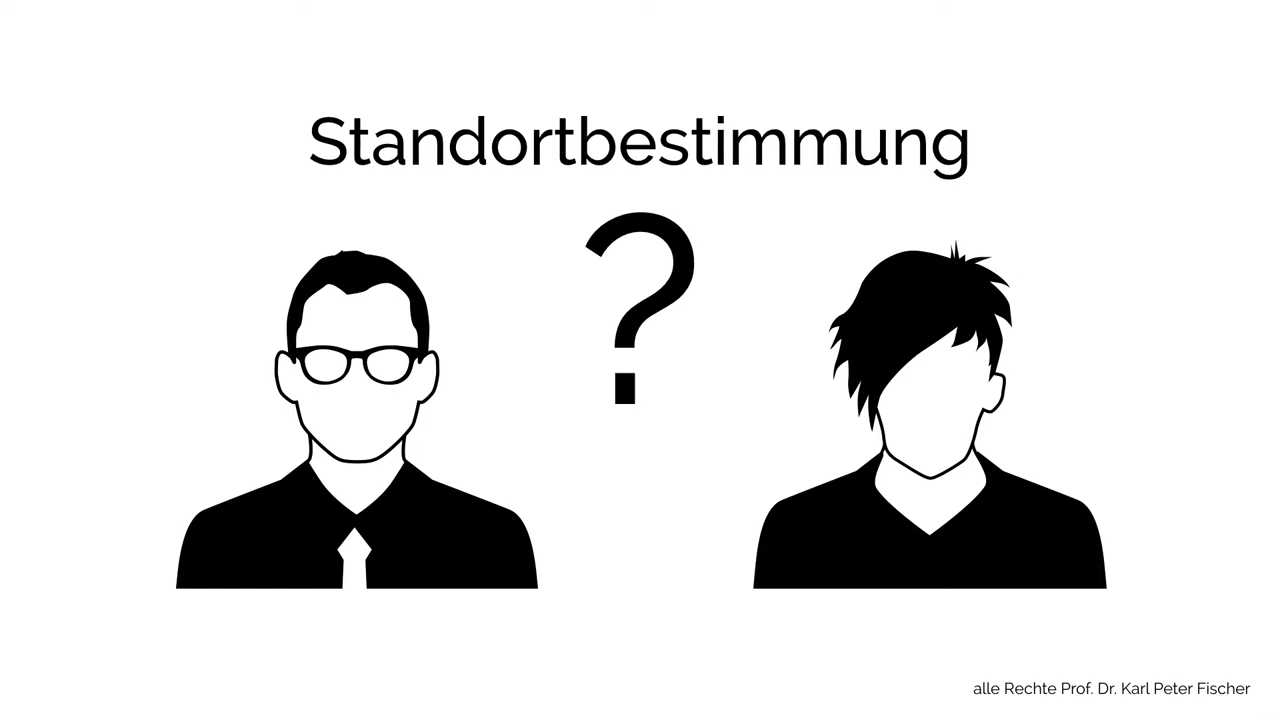 Standortbestimmung
?
alle Rechte Prof. Dr. Karl Peter Fischer